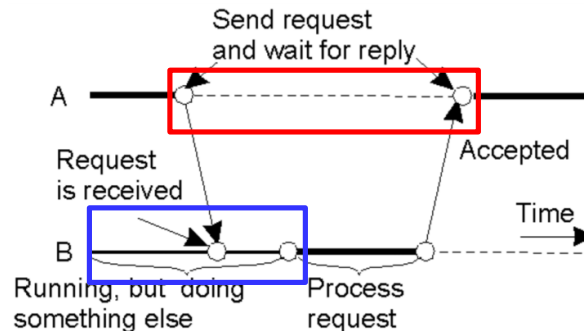 Send request
and wait for reply
A
Request
is received
Accepted
Time
B
Running, but doing
something else
Process
request